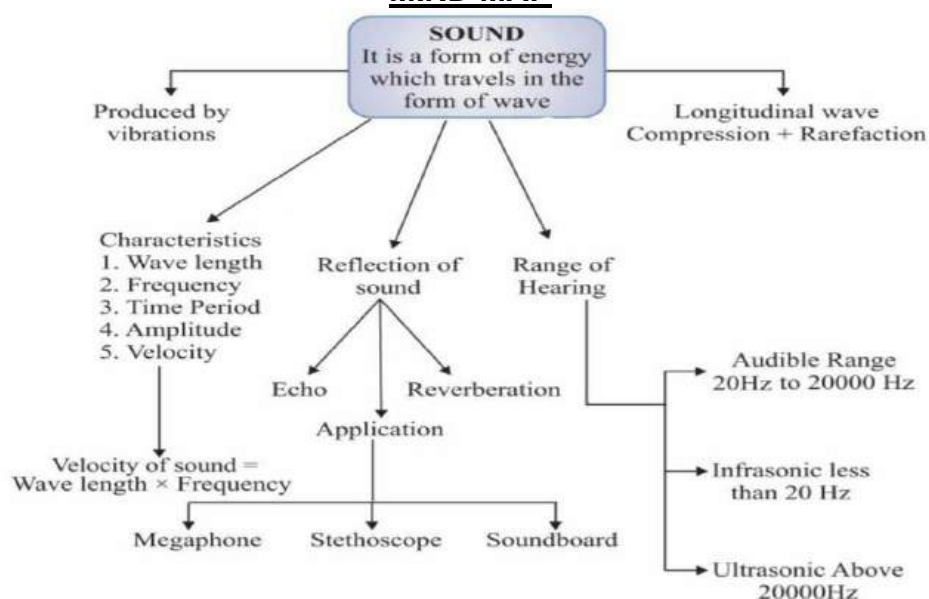 MIND MAP
SOUND
It is a form of energy
which travels in the
form of wave
Produced by
vibrations
Longitudinal wave
Compression + Rarefaction
Characteristics
1. Wave length
2. Frequency
3. Time Period
4. Amplitude
5. Velocity
Velocity of sound =
Wave length × Frequency
Reflection of
sound
Echo
Reverberation
Application
Megaphone
Stethoscope
Soundboard
Range of
Hearing
Audible Range
20Hz to 20000 Hz
Infrasonic less
than 20 Hz
Ultrasonic Above
20000Hz